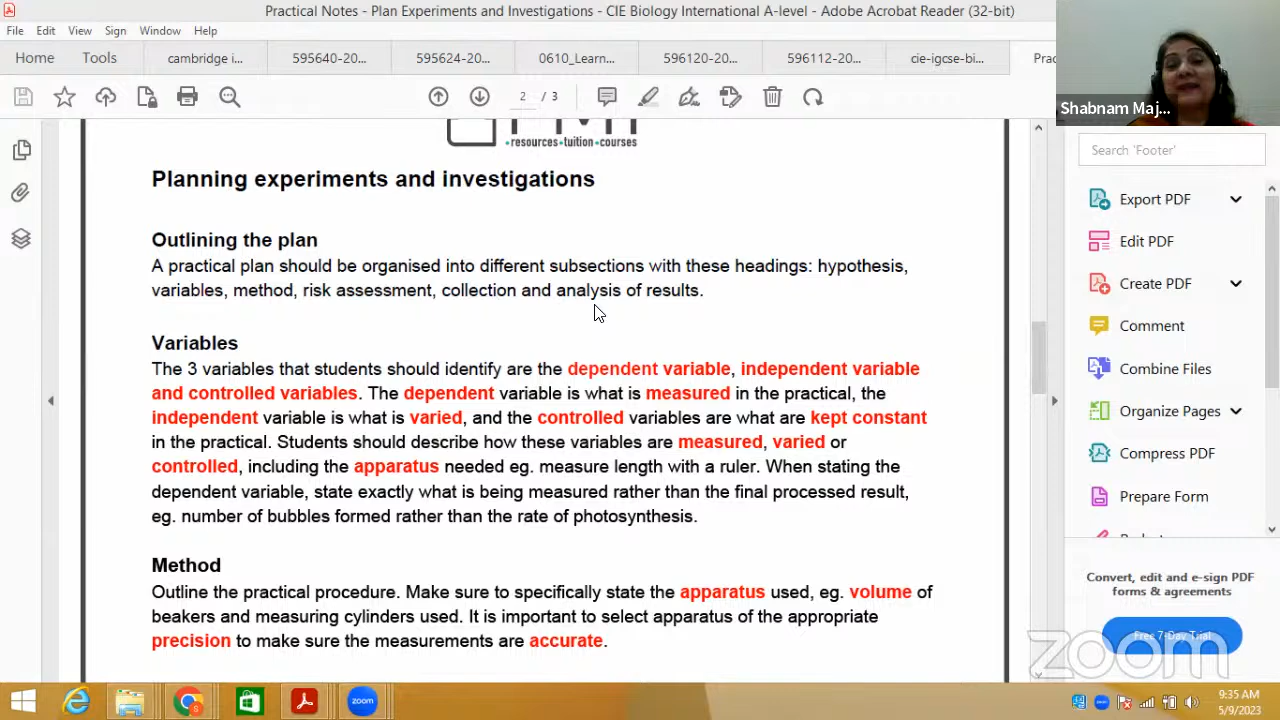 Practical Notes - Plan Experiments and Investigations - CIE Biology International A-level - Adobe Acrobat Reader (32-bit)
File Edit View Sign Window Help
Home Tools cambridge i... 595640-20... 595624-20... 0610_Learn... 596120-20... 596112-20... cie-igcse-bi... Prac
2 / 3
Shabnam Maj...
•resources•tuition•courses
Planning experiments and investigations
Outlining the plan
A practical plan should be organised into different subsections with these headings: hypothesis,
variables, method, risk assessment, collection and analysis of results.
Variables
The 3 variables that students should identify are the dependent variable, independent variable
and controlled variables. The dependent variable is what is measured in the practical, the
independent variable is what is varied, and the controlled variables are what are kept constant
in the practical. Students should describe how these variables are measured, varied or
controlled, including the apparatus needed eg. measure length with a ruler. When stating the
dependent variable, state exactly what is being measured rather than the final processed result,
eg. number of bubbles formed rather than the rate of photosynthesis.
Method
Outline the practical procedure. Make sure to specifically state the apparatus used, eg. volume of
beakers and measuring cylinders used. It is important to select apparatus of the appropriate
precision to make sure the measurements are accurate.
Search 'Footer'
Export PDF
Edit PDF
Create PDF
Comment
Combine Files
Organize Pages
Compress PDF
Prepare Form
Convert, edit and e-sign PDF
forms & agreements
Free 7-Day Trial
zoom
zoom
9:35 AM
5/9/2023